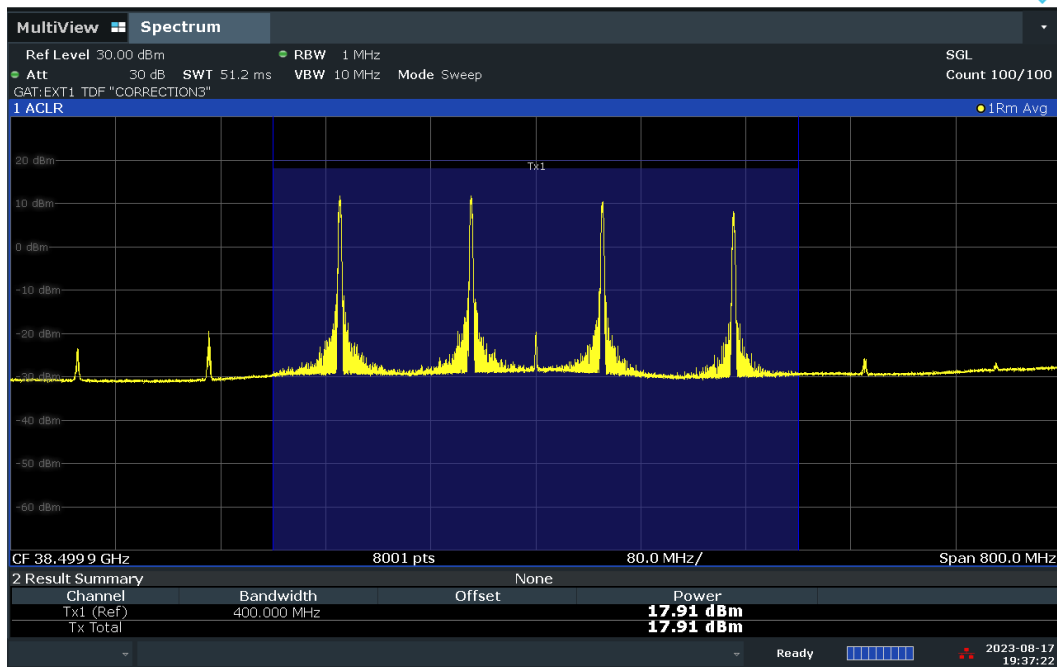 MultiView Spectrum
Ref Level 30.00 dBm RBW 1 MHz SGL
Att 30 dB SWT 51.2 ms VBW 10 MHz Mode Sweep Count 100/100
GAT:EXT1 TDF "CORRECTION3"
1 ACLR 1Rm Avg
20 dBm
Tx1
10 dBm
0 dBm
-10 dBm
-20 dBm
-30 dBm
-40 dBm
-50 dBm
-60 dBm
CF 38.4999 GHz 8001 pts 80.0 MHz/ Span 800.0 MHz
2 Result Summary None
Channel Bandwidth Offset Power
Tx1 (Ref) 400.000 MHz 17.91 dBm
Tx Total 17.91 dBm
Ready 2023-08-17
19:37:22